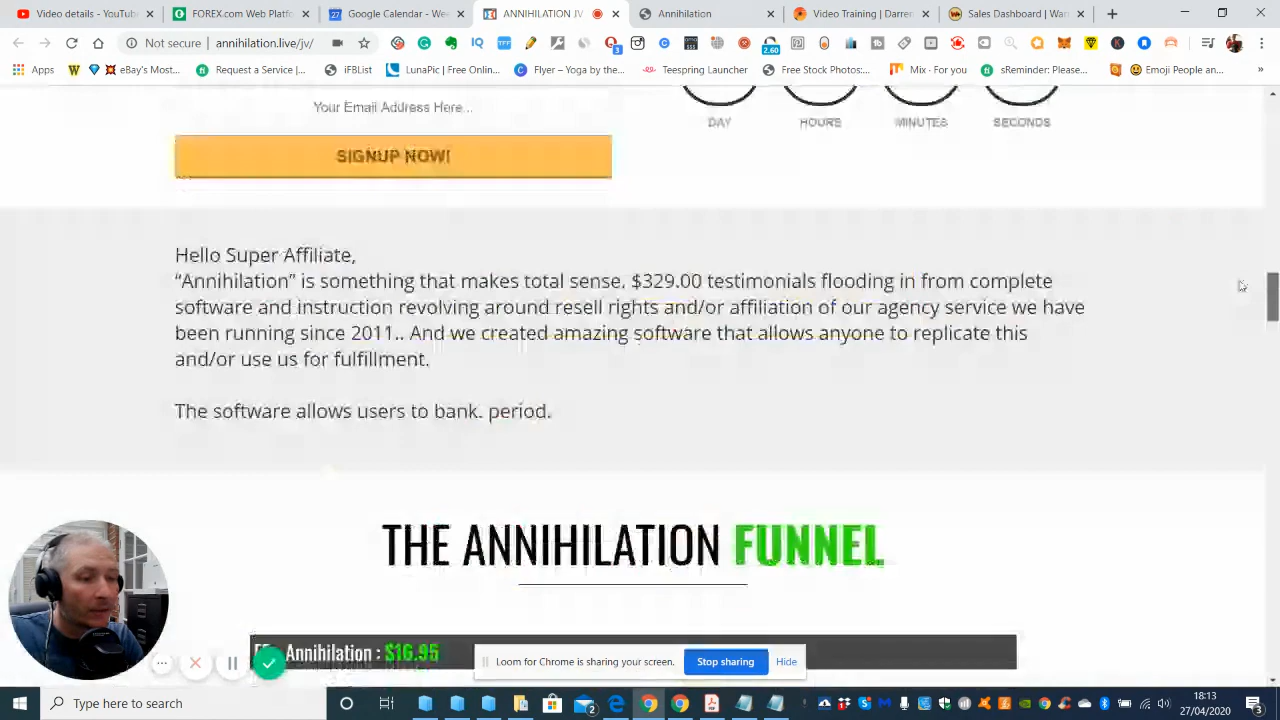 Video details - YouTube
FOREX.com Web Platf
27 Google Calendar - We
ANNIHILATION JV
Annihilation
Video Training | Darre
Sales Dashboard | Wa
Not secure | annihilation.live/jv/
Apps
eBay's Most...
Request a Service |...
iFBList
LunaPic | Free Onlin...
Flyer – Yoga by the...
Teespring Launcher
Free Stock Photos:...
Mix · For you
sReminder: Please...
Emoji People an...
Your Email Address Here...
DAY HOURS MINUTES SECONDS
SIGNUP NOW!
Hello Super Affiliate,
“Annihilation” is something that makes total sense. $329.00 testimonials flooding in from complete
software and instruction revolving around resell rights and/or affiliation of our agency service we have
been running since 2011.. And we created amazing software that allows anyone to replicate this
and/or use us for fulfillment.
The software allows users to bank. period.
THE ANNIHILATION FUNNEL
Annihilation : $16.95
Loom for Chrome is sharing your screen. Stop sharing Hide
Type here to search
18:13
27/04/2020